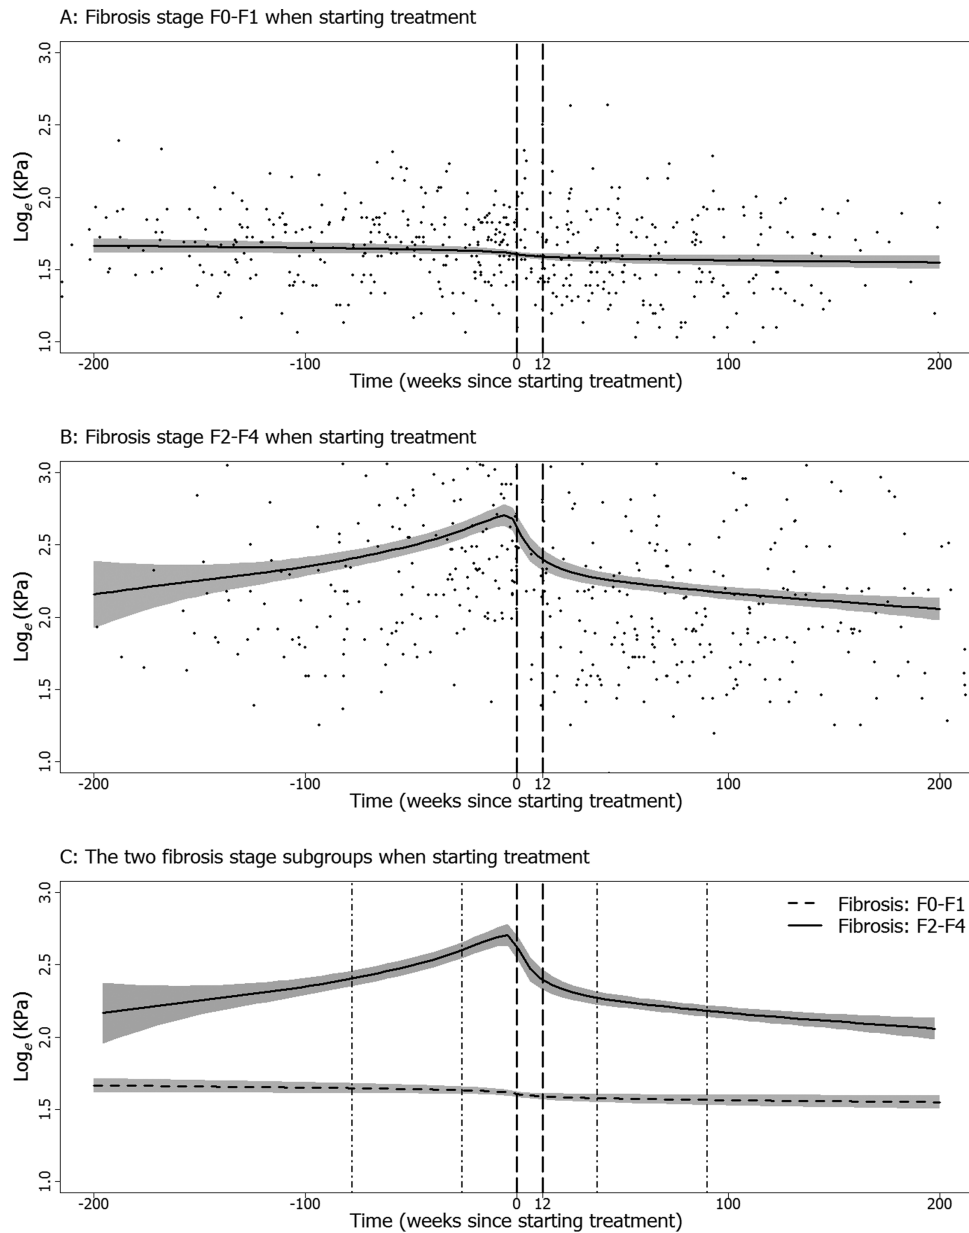 A: Fibrosis stage F0-F1 when starting treatment
3.0
2.5
2.0
1.5
1.0
Logₑ (KPa)
-200 -100 0 12 100 200
Time (weeks since starting treatment)
B: Fibrosis stage F2-F4 when starting treatment
3.0
2.5
2.0
1.5
1.0
Logₑ (KPa)
-200 -100 0 12 100 200
Time (weeks since starting treatment)
C: The two fibrosis stage subgroups when starting treatment
3.0
2.5
2.0
1.5
1.0
Logₑ (KPa)
Fibrosis: F0-F1
Fibrosis: F2-F4
-200 -100 0 12 100 200
Time (weeks since starting treatment)